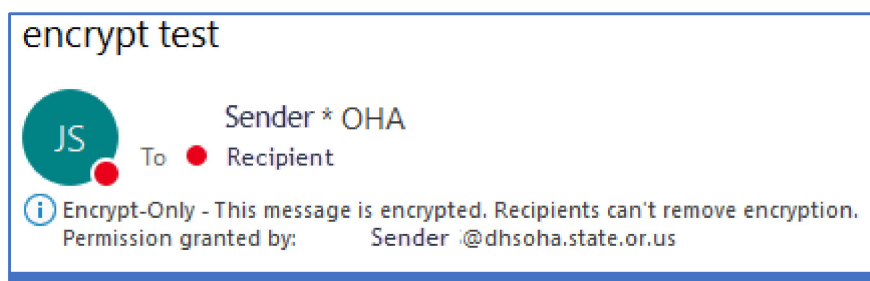 encrypt test
JS
Sender * OHA
To Recipient
Encrypt-Only - This message is encrypted. Recipients can't remove encryption.
Permission granted by: Sender @dhsoha.state.or.us